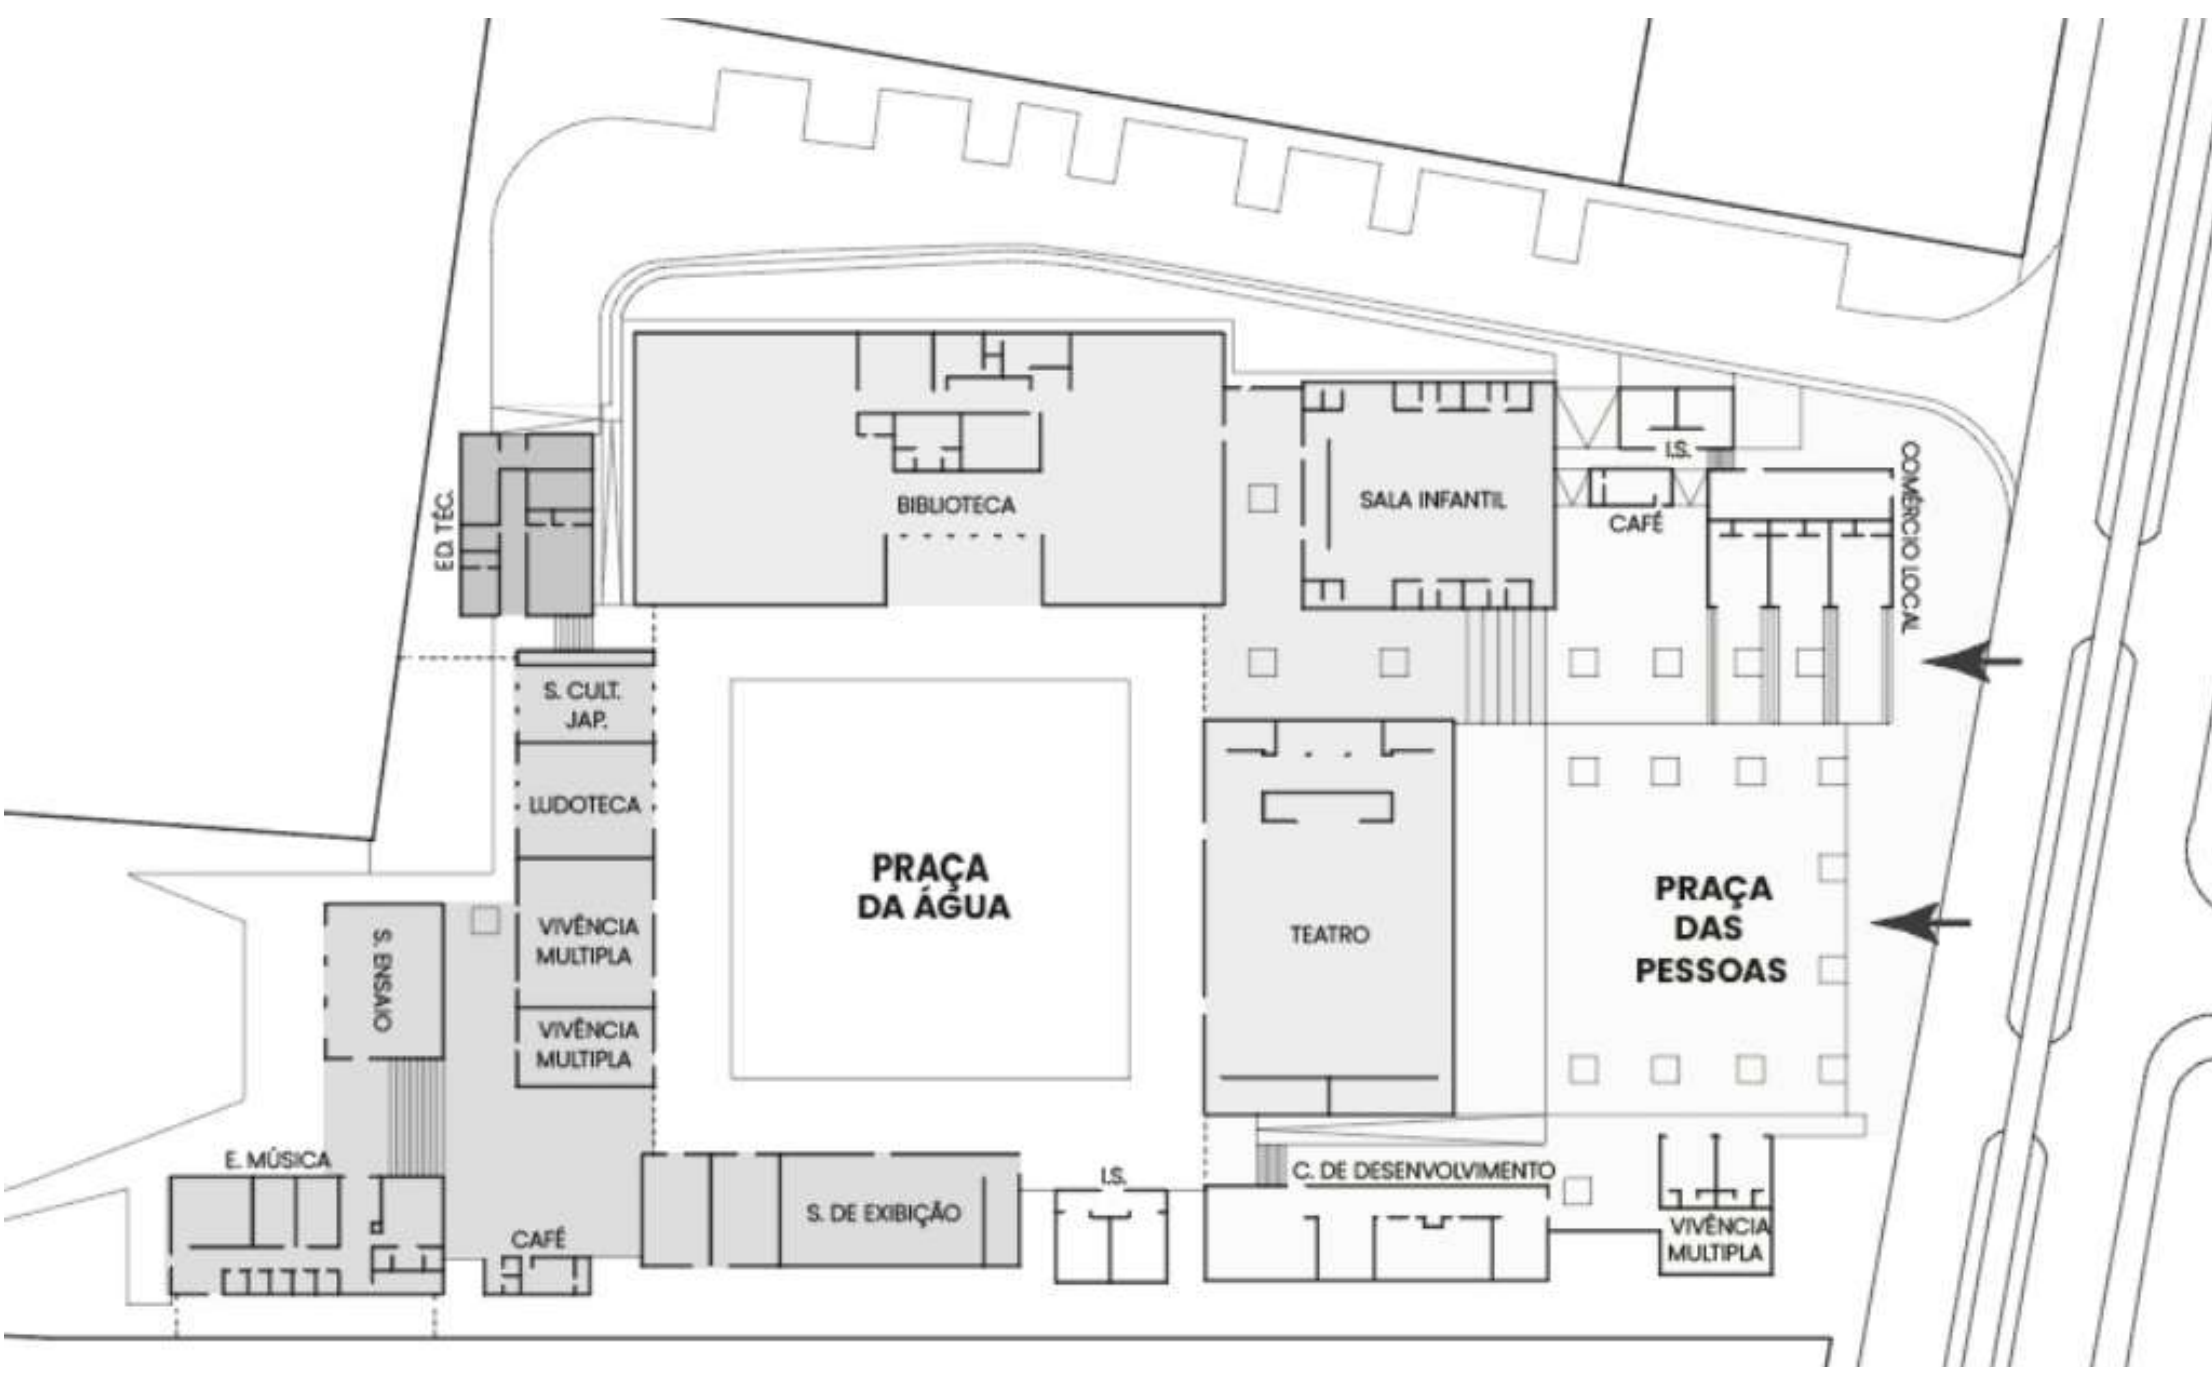 I.S.
COMÉRCIO LOCAL
ED. TÉC.
BIBLIOTECA
SALA INFANTIL
CAFÉ
S. CULT.
JAP.
LUDOTECA
PRAÇA
DA ÁGUA
PRAÇA
DAS
PESSOAS
VIVÊNCIA
MULTIPLA
TEATRO
S. ENSAIO
VIVÊNCIA
MULTIPLA
E. MÚSICA
I.S.
C. DE DESENVOLVIMENTO
S. DE EXIBIÇÃO
CAFÉ
VIVÊNCIA
MULTIPLA